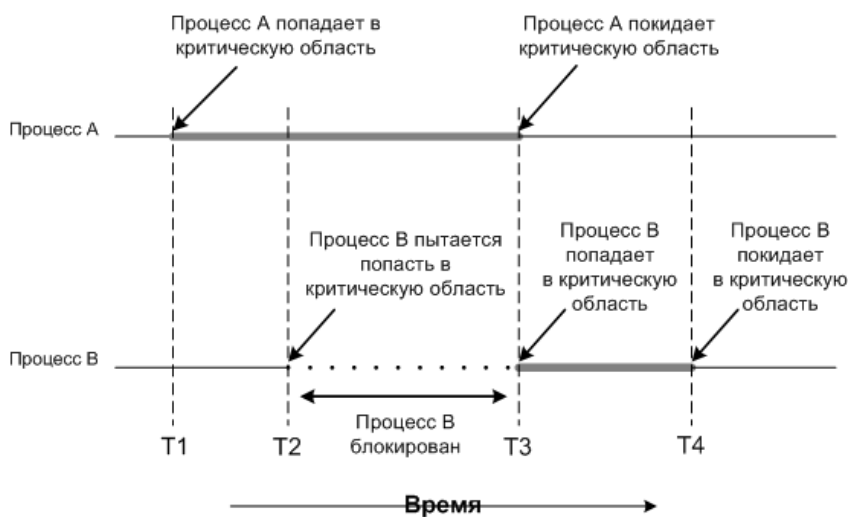 Процесс А попадает в
критическую область
Процесс А покидает
критическую область
Процесс А
Процесс В пытается
попасть в
критическую область
Процесс В
попадает
в критическую
область
Процесс В
покидает
в критическую
область
Процесс В
Процесс В
блокирован
T1
T2
T3
T4
Время